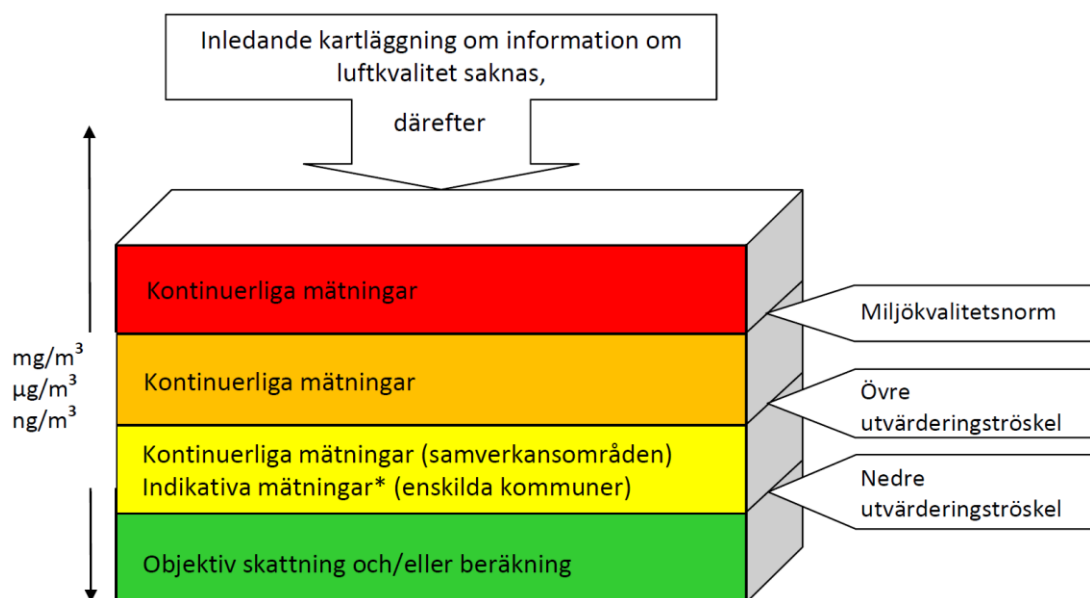 Inledande kartläggning om information om
luftkvalitet saknas,
därefter
Kontinuerliga mätningar
Miljökvalitetsnorm
mg/m³
µg/m³
ng/m³
Kontinuerliga mätningar
Övre
utvärderingströskel
Kontinuerliga mätningar (samverkansområden)
Indikativa mätningar* (enskilda kommuner)
Nedre
utvärderingströskel
Objektiv skattning och/eller beräkning